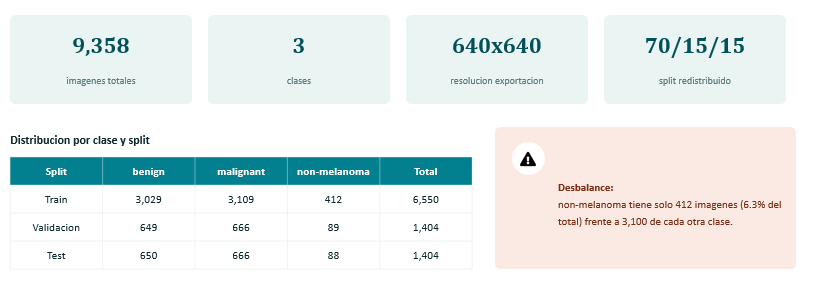 9,358
imagenes totales
3
clases
640x640
resolucion exportacion
70/15/15
split redistribuido
Distribucion por clase y split
Split benign malignant non-melanoma Total
Train 3,029 3,109 412 6,550
Validacion 649 666 89 1,404
Test 650 666 88 1,404
Desbalance:
non-melanoma tiene solo 412 imagenes (6.3% del
total) frente a 3,100 de cada otra clase.